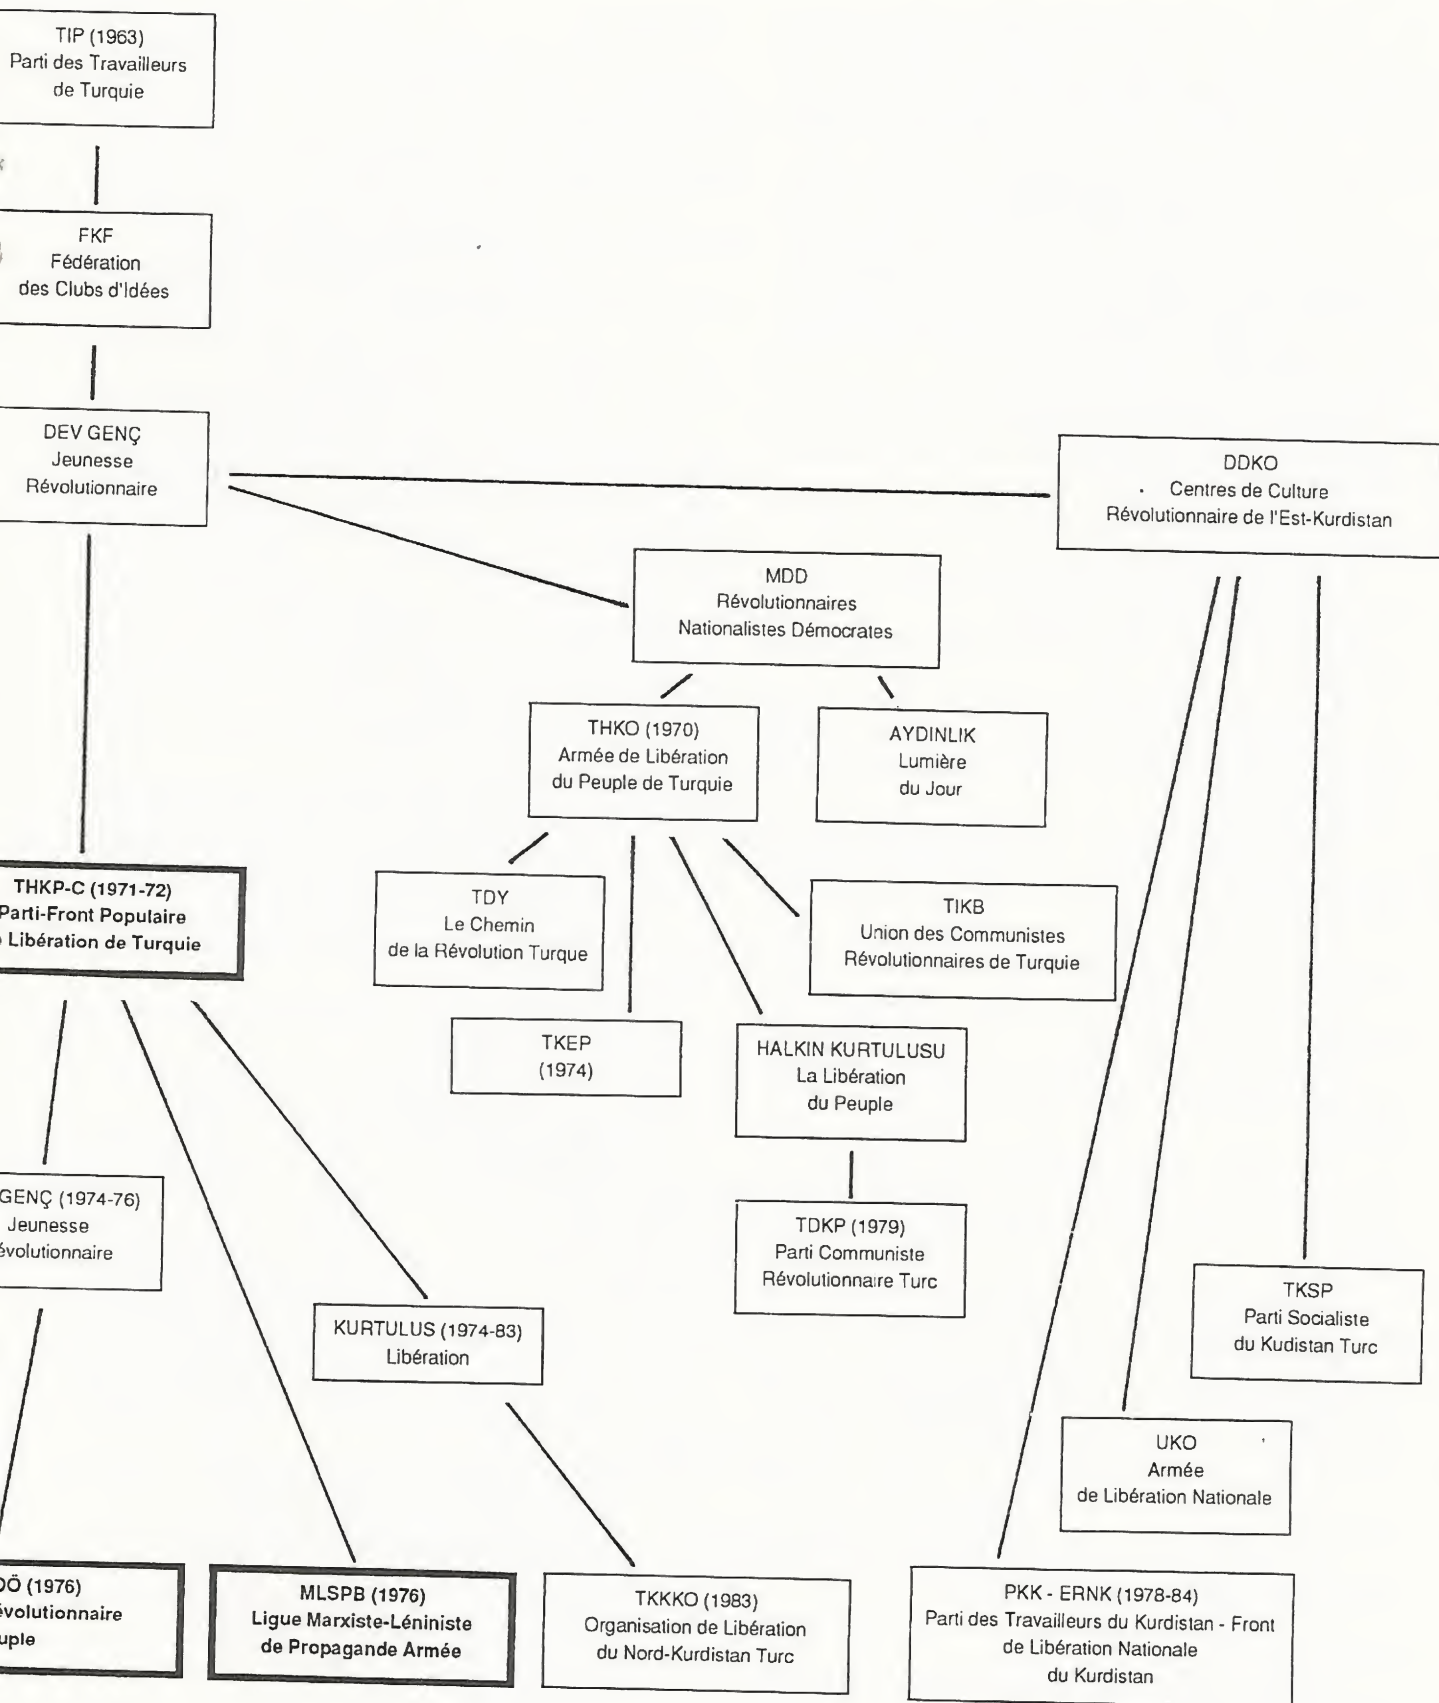 TIP (1963)
Parti des Travailleurs
de Turquie
FKF
Fédération
des Clubs d'Idées
DEV GENÇ
Jeunesse
Révolutionnaire
DDKO
Centres de Culture
Révolutionnaire de l'Est-Kurdistan
MDD
Révolutionnaires
Nationalistes Démocrates
THKO (1970)
Armée de Libération
du Peuple de Turquie
AYDINLIK
Lumière
du Jour
THKP-C (1971-72)
Parti-Front Populaire
Libération de Turquie
TDY
Le Chemin
de la Révolution Turque
TIKB
Union des Communistes
Révolutionnaires de Turquie
TKEP
(1974)
HALKIN KURTULUSU
La Libération
du Peuple
GENÇ (1974-76)
Jeunesse
évolutionnaire
TDKP (1979)
Parti Communiste
Révolutionnaire Turc
KURTULUS (1974-83)
Libération
TKSP
Parti Socialiste
du Kudistan Turc
UKO
Armée
de Libération Nationale
DÖ (1976)
évolutionnaire
uple
MLSPB (1976)
Ligue Marxiste-Léniniste
de Propagande Armée
TKKKO (1983)
Organisation de Libération
du Nord-Kurdistan Turc
PKK - ERNK (1978-84)
Parti des Travailleurs du Kurdistan - Front
de Libération Nationale
du Kurdistan